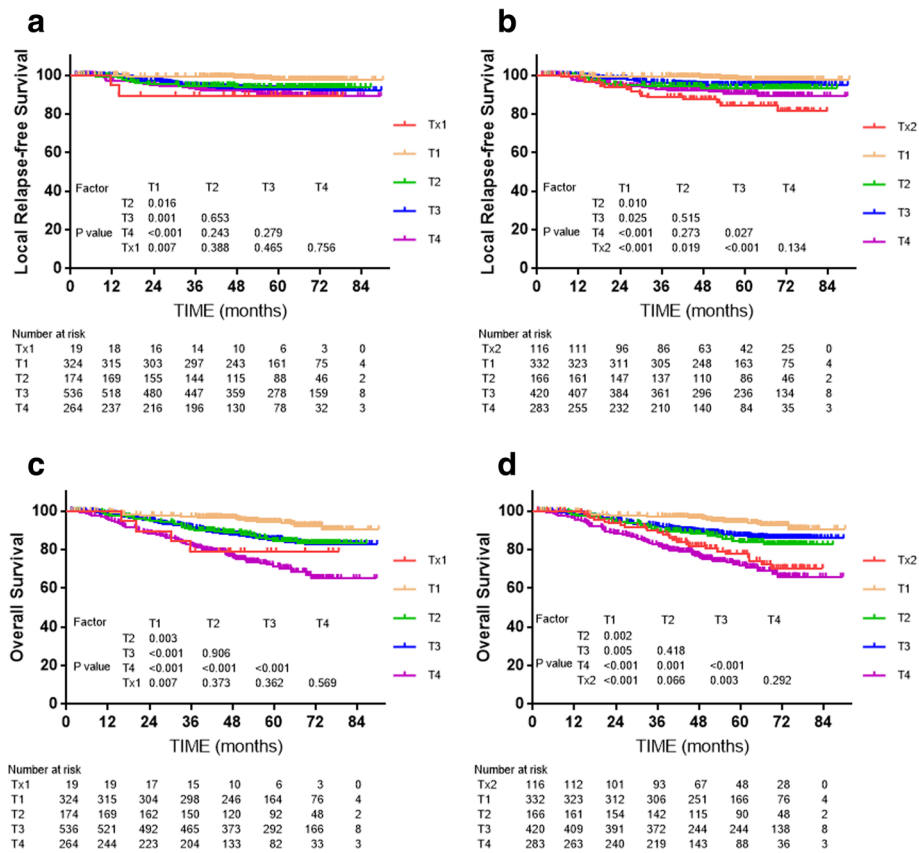 a
Local Relapse-free Survival
100
80
60
40
20
0
0 12 24 36 48 60 72 84
TIME (months)
Tx1
T1
T2
T3
T4
Factor T1 T2 T3 T4
T2 0.016
T3 0.001 0.653
P value T4 <0.001 0.243 0.279
Tx1 0.007 0.388 0.465 0.756
Number at risk
Tx1 19 18 16 14 10 6 3 0
T1 324 315 303 297 243 161 75 4
T2 174 169 155 144 115 88 46 2
T3 536 518 480 447 359 278 159 8
T4 264 237 216 196 130 78 32 3
b
Local Relapse-free Survival
100
80
60
40
20
0
0 12 24 36 48 60 72 84
TIME (months)
Tx2
T1
T2
T3
T4
Factor T1 T2 T3 T4
T2 0.010
T3 0.025 0.515
P value T4 <0.001 0.273 0.027
Tx2 <0.001 0.019 <0.001 0.134
Number at risk
Tx2 116 111 96 86 63 42 25 0
T1 332 323 311 305 248 163 75 4
T2 166 161 147 137 110 86 46 2
T3 420 407 384 361 296 236 134 8
T4 283 255 232 210 140 84 35 3
c
Overall Survival
100
80
60
40
20
0
0 12 24 36 48 60 72 84
TIME (months)
Tx1
T1
T2
T3
T4
Factor T1 T2 T3 T4
T2 0.003
T3 <0.001 0.906
P value T4 <0.001 <0.001 <0.001
Tx1 0.007 0.373 0.362 0.569
Number at risk
Tx1 19 19 17 15 10 6 3 0
T1 324 315 304 298 246 164 76 4
T2 174 169 162 150 120 92 48 2
T3 536 521 492 465 373 292 166 8
T4 264 244 223 204 133 82 33 3
d
Overall Survival
100
80
60
40
20
0
0 12 24 36 48 60 72 84
TIME (months)
Tx2
T1
T2
T3
T4
Factor T1 T2 T3 T4
T2 0.002
T3 0.005 0.418
P value T4 <0.001 0.001 <0.001
Tx2 <0.001 0.066 0.003 0.292
Number at risk
Tx2 116 112 101 93 67 48 28 0
T1 332 323 312 306 251 166 76 4
T2 166 161 154 142 115 90 48 2
T3 420 409 391 372 244 244 138 8
T4 283 263 240 219 143 88 36 3